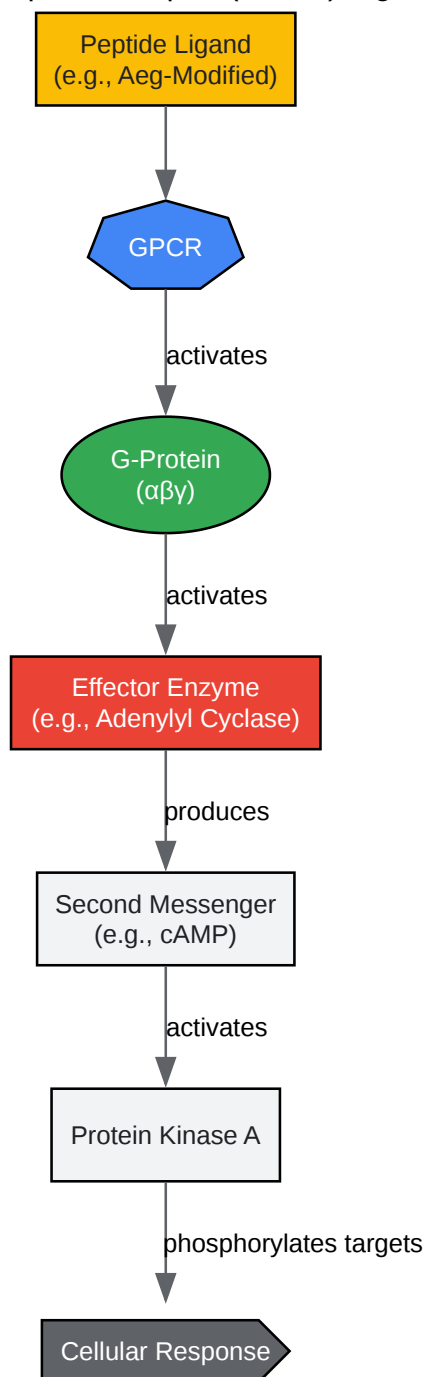 Peptide Ligand
(e.g., Aeg-Modified)
GPCR
activates
G-Protein
(αβγ)
activates
Effector Enzyme
(e.g., Adenylyl Cyclase)
produces
Second Messenger
(e.g., cAMP)
activates
Protein Kinase A
phosphorylates targets
Cellular Response